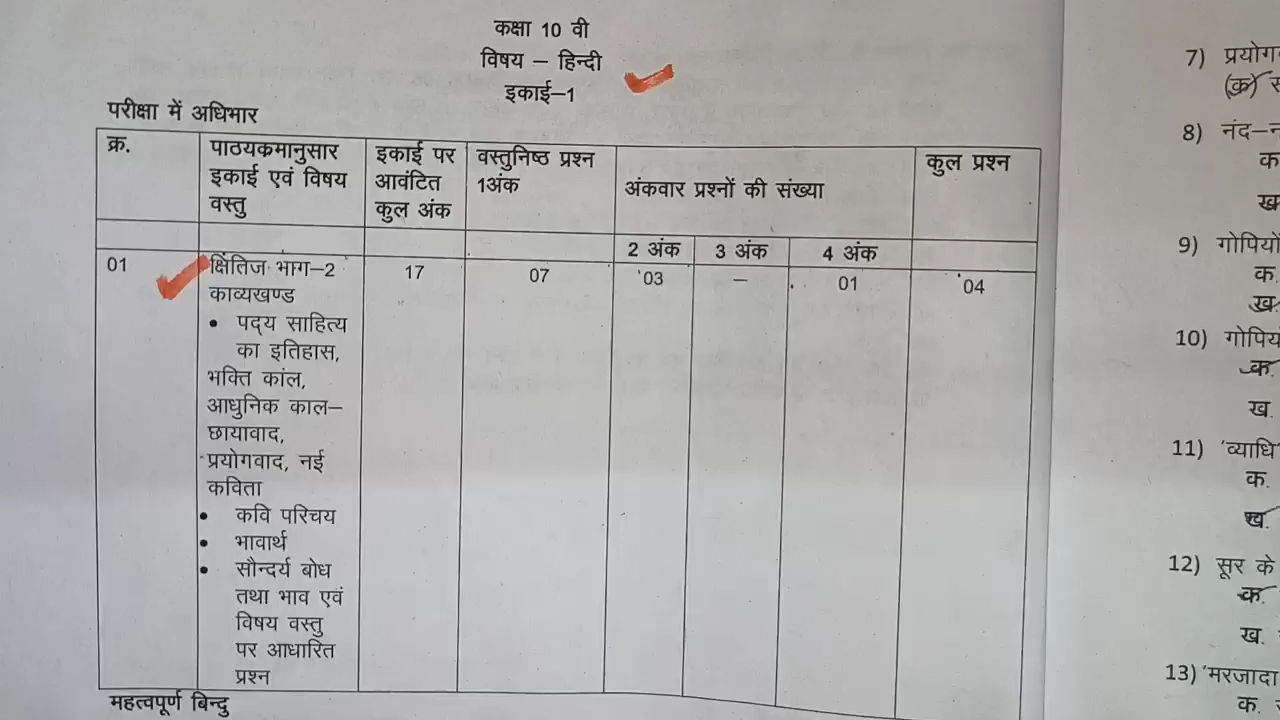 कक्षा 10 वी
विषय – हिन्दी
इकाई–1
परीक्षा में अधिभार
क्र.
पाठयकमानुसार
इकाई एवं विषय
वस्तु
इकाई पर
आवंटित
कुल अंक
वस्तुनिष्ठ प्रश्न
1अंक
अंकवार प्रश्नों की संख्या
कुल प्रश्न
2 अंक
3 अंक
4 अंक
01
क्षितिज भाग–2
काव्यखण्ड
• पद्य साहित्य
का इतिहास,
भक्ति कांल,
आधुनिक काल–
छायावाद,
प्रयोगवाद, नई
कविता
• कवि परिचय
• भावार्थ
• सौन्दर्य बोध
तथा भाव एवं
विषय वस्तु
पर आधारित
प्रश्न
17
07
03
–
01
04
महत्वपूर्ण बिन्दु
7)
(क)
8) नंद–
क
ख
9) गोपियों
क.
ख.
10)
क.
ख.
11) 'व्याधि
क.
ख.
12) सूर के
क.
ख.
13) 'मरजादा
क.